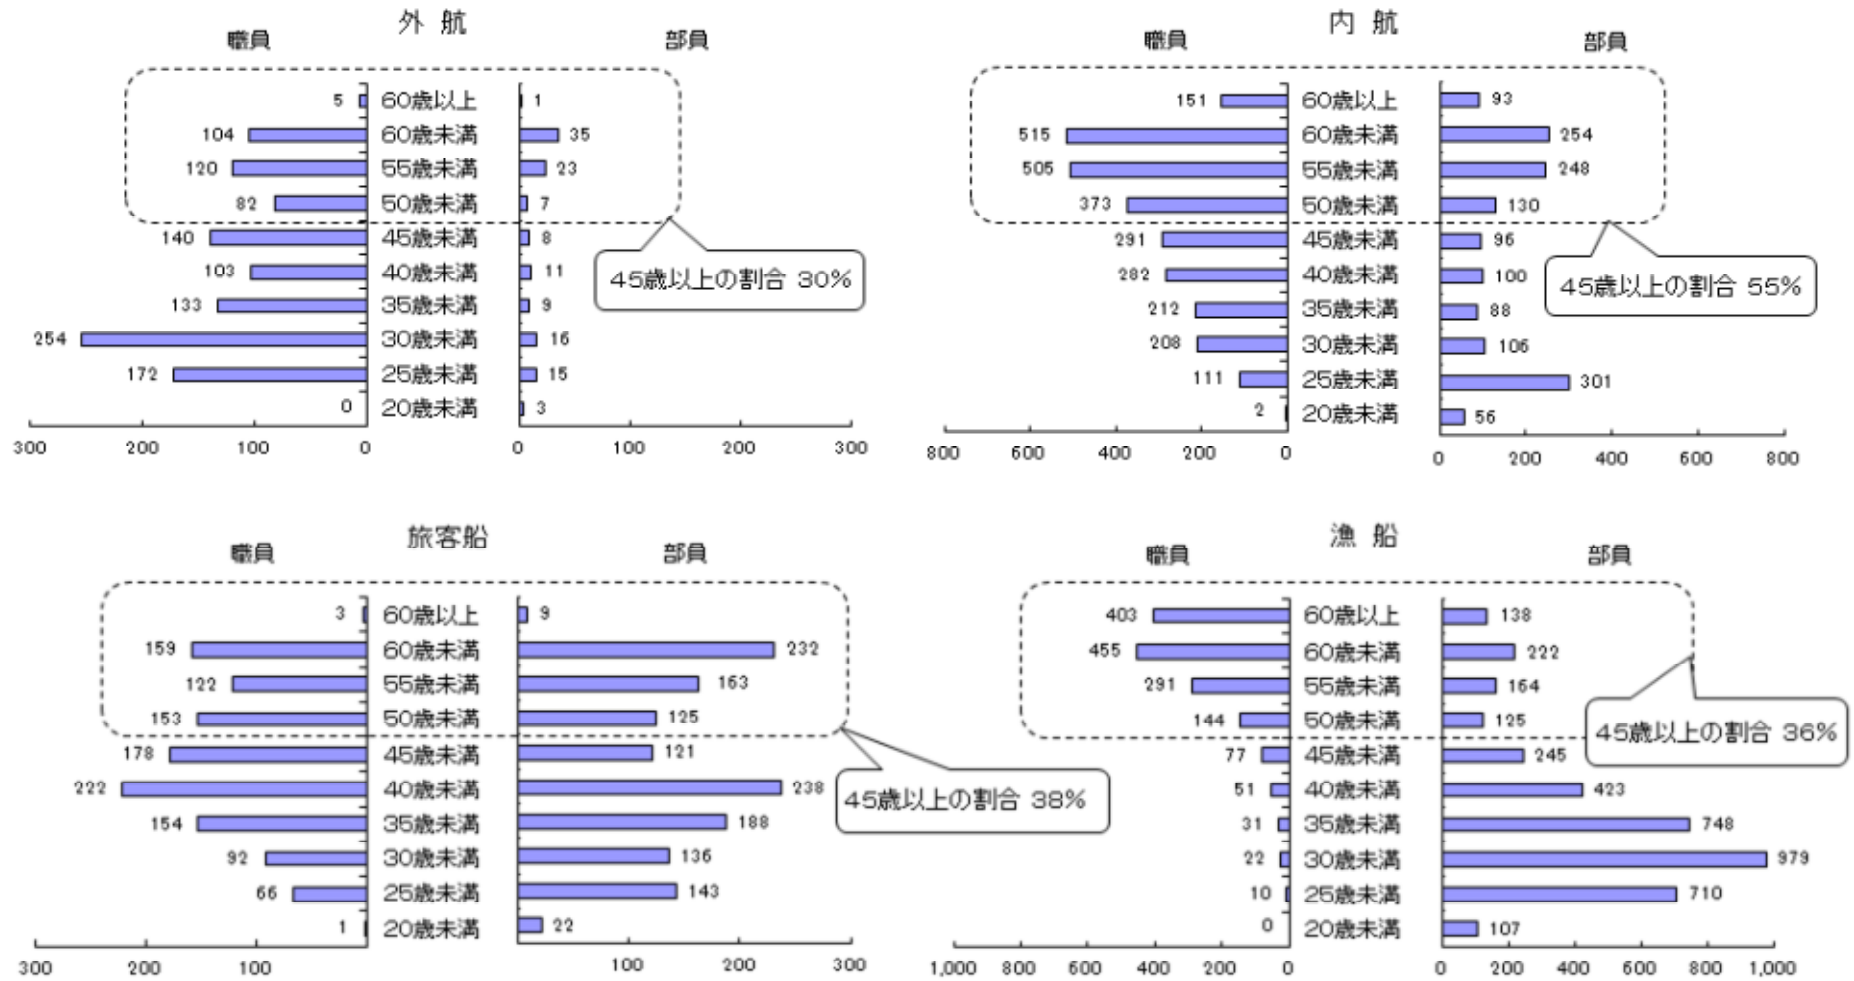 外 航
職員 部員
5 60歳以上 1
104 60歳未満 35
120 55歳未満 23
82 50歳未満 7
140 45歳未満 8
103 40歳未満 11
133 35歳未満 9
254 30歳未満 16
172 25歳未満 15
0 20歳未満 3
300 200 100 0 0 100 200 300
45歳以上の割合 30%
内 航
職員 部員
151 60歳以上 93
515 60歳未満 254
505 55歳未満 248
373 50歳未満 130
291 45歳未満 96
282 40歳未満 100
212 35歳未満 88
208 30歳未満 106
111 25歳未満 301
2 20歳未満 56
800 600 400 200 0 0 200 400 600 800
45歳以上の割合 55%
旅客船
職員 部員
3 60歳以上 9
159 60歳未満 232
122 55歳未満 163
153 50歳未満 125
178 45歳未満 121
222 40歳未満 238
154 35歳未満 188
92 30歳未満 136
66 25歳未満 143
1 20歳未満 22
300 200 100 100 200 300
45歳以上の割合 38%
漁 船
職員 部員
403 60歳以上 138
455 60歳未満 222
291 55歳未満 164
144 50歳未満 125
77 45歳未満 245
51 40歳未満 423
31 35歳未満 748
22 30歳未満 979
10 25歳未満 710
0 20歳未満 107
1,000 800 600 400 200 0 0 200 400 600 800 1,000
45歳以上の割合 36%